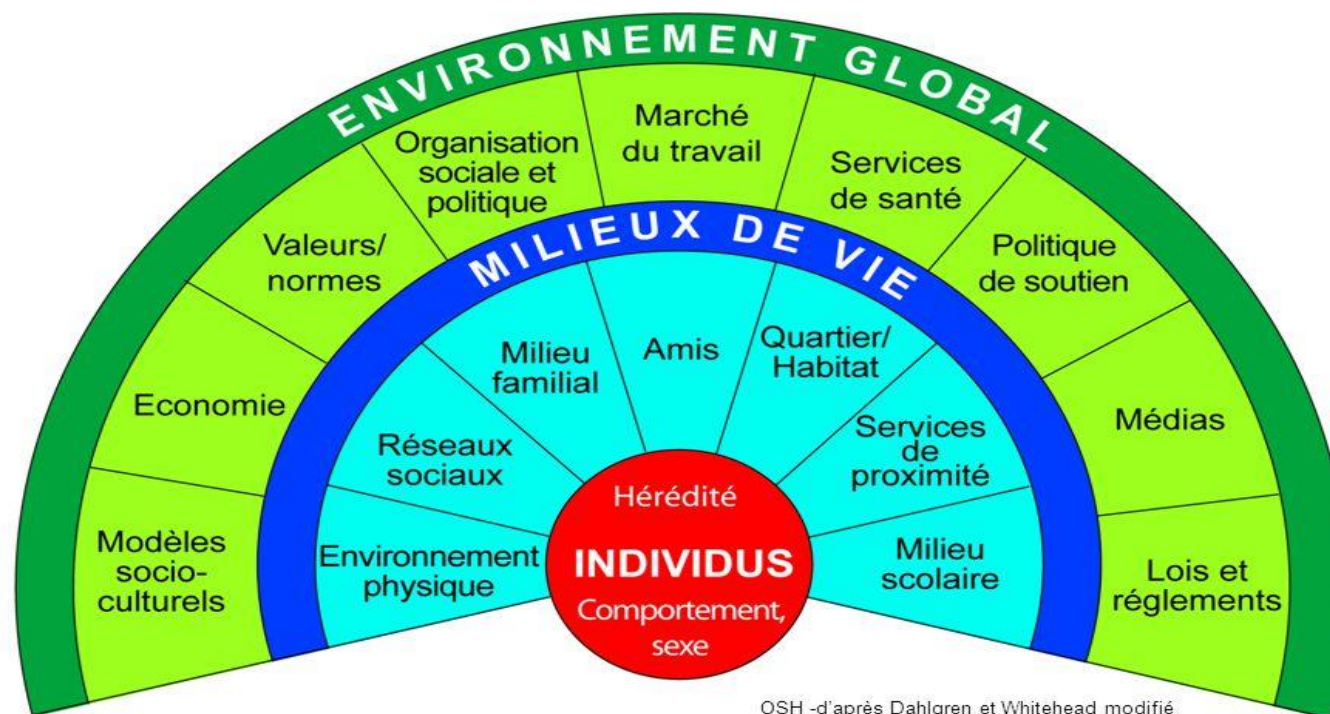 ENVIRONNEMENT GLOBAL
Modèles
socio-
culturels
Economie
Valeurs/
normes
Organisation
sociale et
politique
Marché
du travail
Services
de santé
Politique
de soutien
Médias
Lois et
réglements
MILIEUX DE VIE
Environnement
physique
Réseaux
sociaux
Milieu
familial
Amis
Quartier/
Habitat
Services
de
proximité
Milieu
scolaire
Hérédité
INDIVIDUS
Comportement,
sexe
OSH -d'après Dahlgren et Whitehead modifié